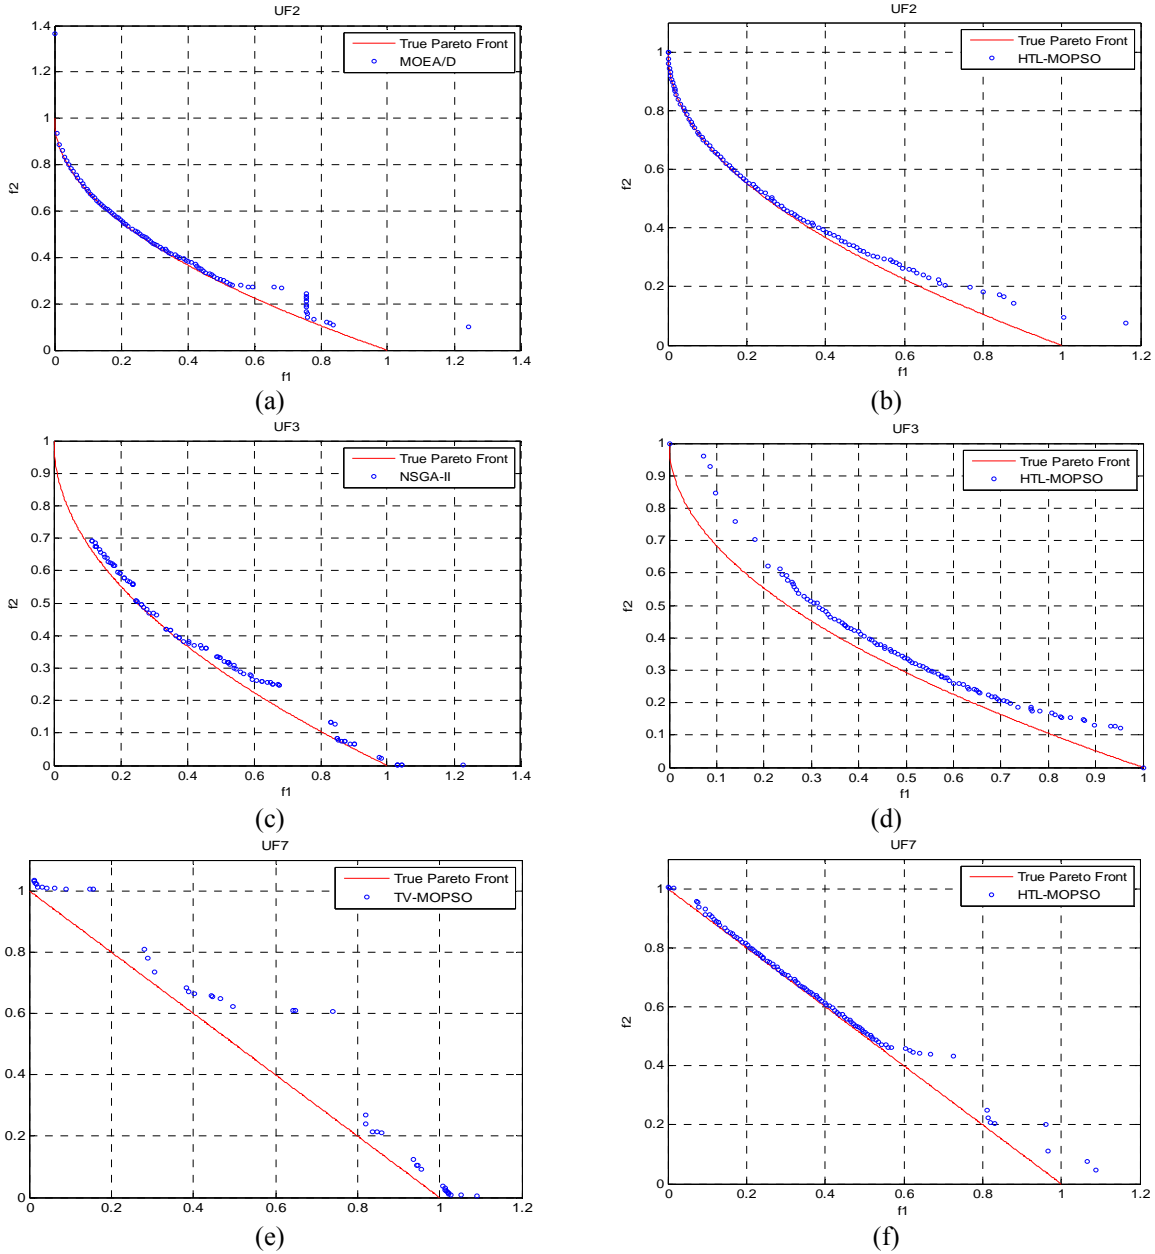 UF2
1.4
1.2
1
0.8
0.6
0.4
0.2
0
f2
True Pareto Front
MOEA/D
0 0.2 0.4 0.6 0.8 1 1.2 1.4
f1
(a)
UF2
1
0.8
0.6
0.4
0.2
0
f2
True Pareto Front
HTL-MOPSO
0 0.2 0.4 0.6 0.8 1 1.2
f1
(b)
UF3
1
0.9
0.8
0.7
0.6
0.5
0.4
0.3
0.2
0.1
0
f2
True Pareto Front
NSGA-II
0 0.2 0.4 0.6 0.8 1 1.2 1.4
f1
(c)
UF3
1
0.9
0.8
0.7
0.6
0.5
0.4
0.3
0.2
0.1
0
f2
True Pareto Front
HTL-MOPSO
0 0.1 0.2 0.3 0.4 0.5 0.6 0.7 0.8 0.9 1
f1
(d)
UF7
1
0.8
0.6
0.4
0.2
0
True Pareto Front
TV-MOPSO
0 0.2 0.4 0.6 0.8 1 1.2
(e)
UF7
1
0.8
0.6
0.4
0.2
0
f2
True Pareto Front
HTL-MOPSO
0 0.2 0.4 0.6 0.8 1 1.2
f1
(f)